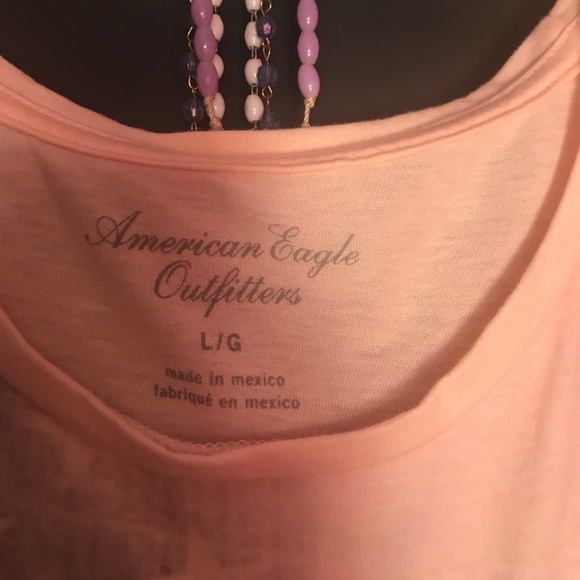 American Eagle
Outfitters
L/G
made in mexico
fabriqué en mexico